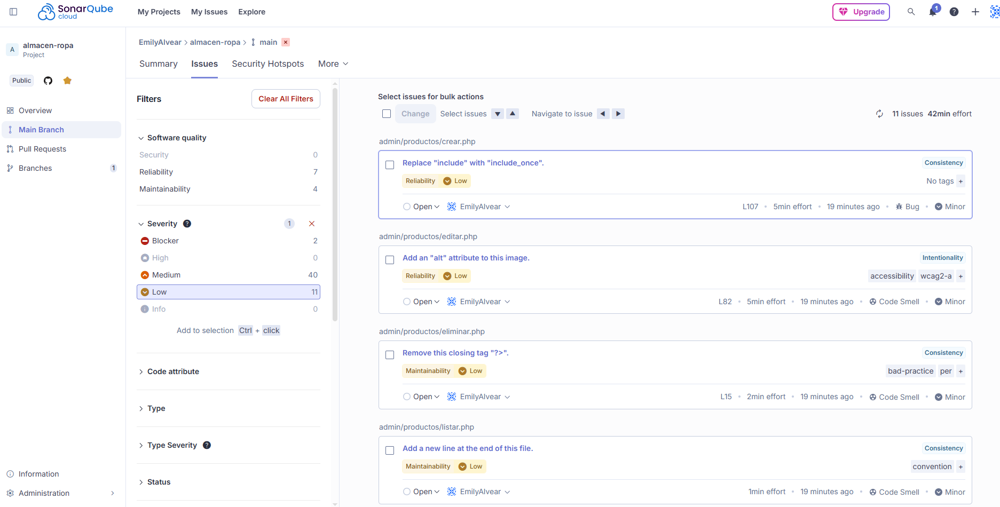 SonarQube cloud
My Projects My Issues Explore
Upgrade
1
A
almacen-ropa
Project
Public
Overview
Main Branch
Pull Requests
Branches 1
Information
Administration
EmilyAlvear > almacen-ropa > main
Summary Issues Security Hotspots More
Filters Clear All Filters
Software quality
Security 0
Reliability 7
Maintainability 4
Severity ? 1
Blocker 2
High 0
Medium 40
Low 11
Info 0
Add to selection Ctrl + click
Code attribute
Type
Type Severity ?
Status
Select issues for bulk actions
Change Select issues Navigate to issue 11 issues 42min effort
admin/productos/crear.php
Replace "include" with "include_once". Consistency
Reliability Low No tags +
Open EmilyAlvear L107 • 5min effort • 19 minutes ago • Bug • Minor
admin/productos/editar.php
Add an "alt" attribute to this image. Intentionality
Reliability Low accessibility wcag2-a +
Open EmilyAlvear L82 • 5min effort • 19 minutes ago • Code Smell • Minor
admin/productos/eliminar.php
Remove this closing tag "?>". Consistency
Maintainability Low bad-practice per +
Open EmilyAlvear L15 • 2min effort • 19 minutes ago • Code Smell • Minor
admin/productos/listar.php
Add a new line at the end of this file. Consistency
Maintainability Low convention +
Open EmilyAlvear 1min effort • 19 minutes ago • Code Smell • Minor